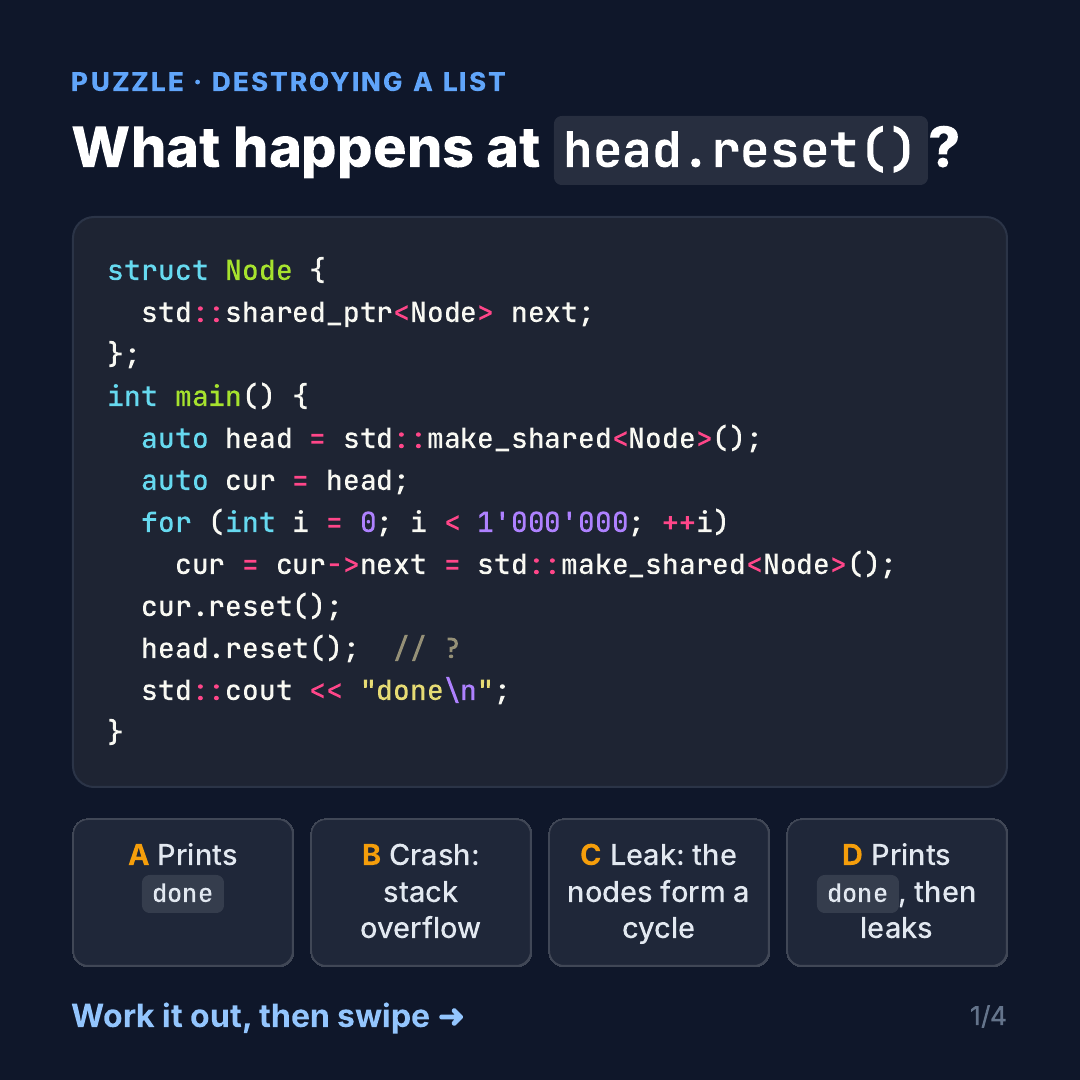 PUZZLE · DESTROYING A LIST
What happens at head.reset()?
struct Node {
  std::shared_ptr<Node> next;
};
int main() {
  auto head = std::make_shared<Node>();
  auto cur = head;
  for (int i = 0; i < 1'000'000; ++i)
    cur = cur->next = std::make_shared<Node>();
  cur.reset();
  head.reset();  // ?
  std::cout << "done\n";
}
A Prints
done
B Crash:
stack
overflow
C Leak: the
nodes form a
cycle
D Prints
done, then
leaks
Work it out, then swipe ➜
1/4